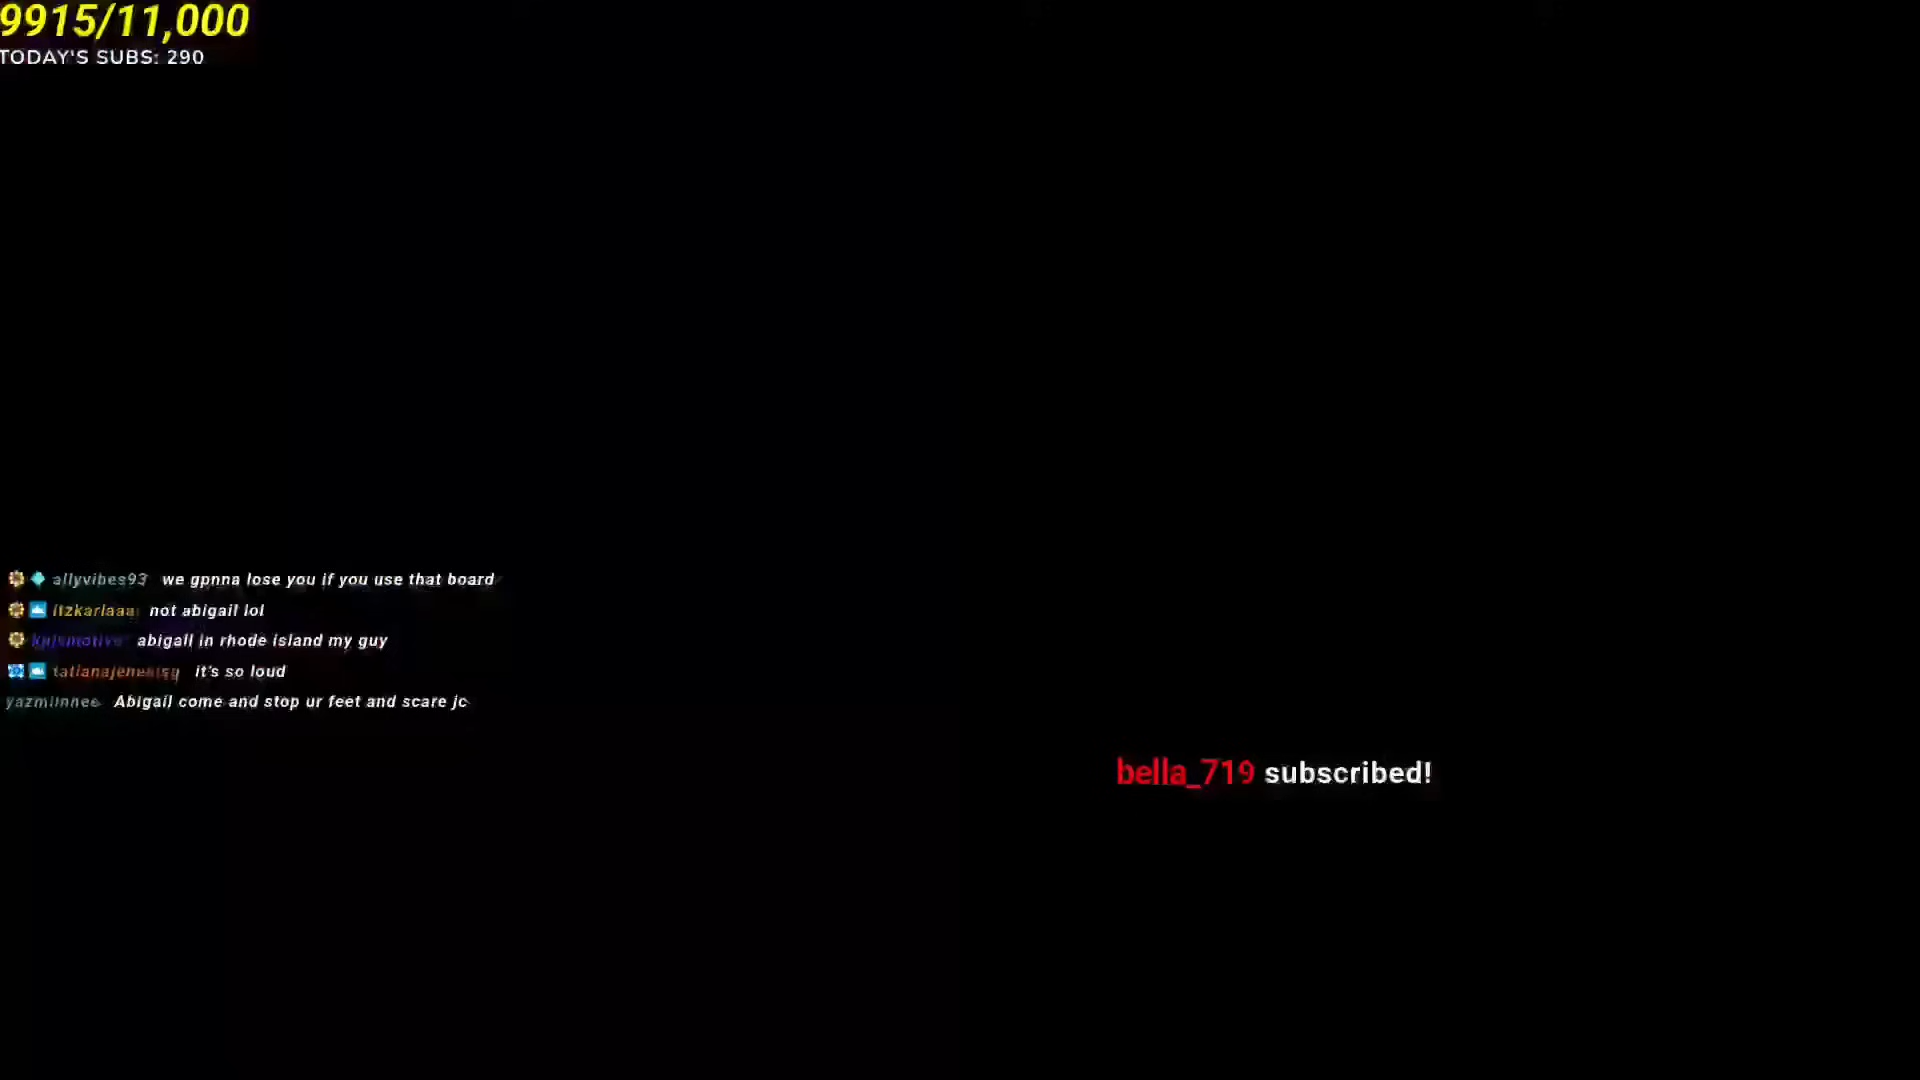 9915/11,000
TODAY'S SUBS: 290
allyvibes93 we gpnna lose you if you use that board
itzkarlaaa not abigail lol
abigail in rhode island my guy
it's so loud
yazmiinnee Abigail come and stop ur feet and scare jc
bella_719 subscribed!